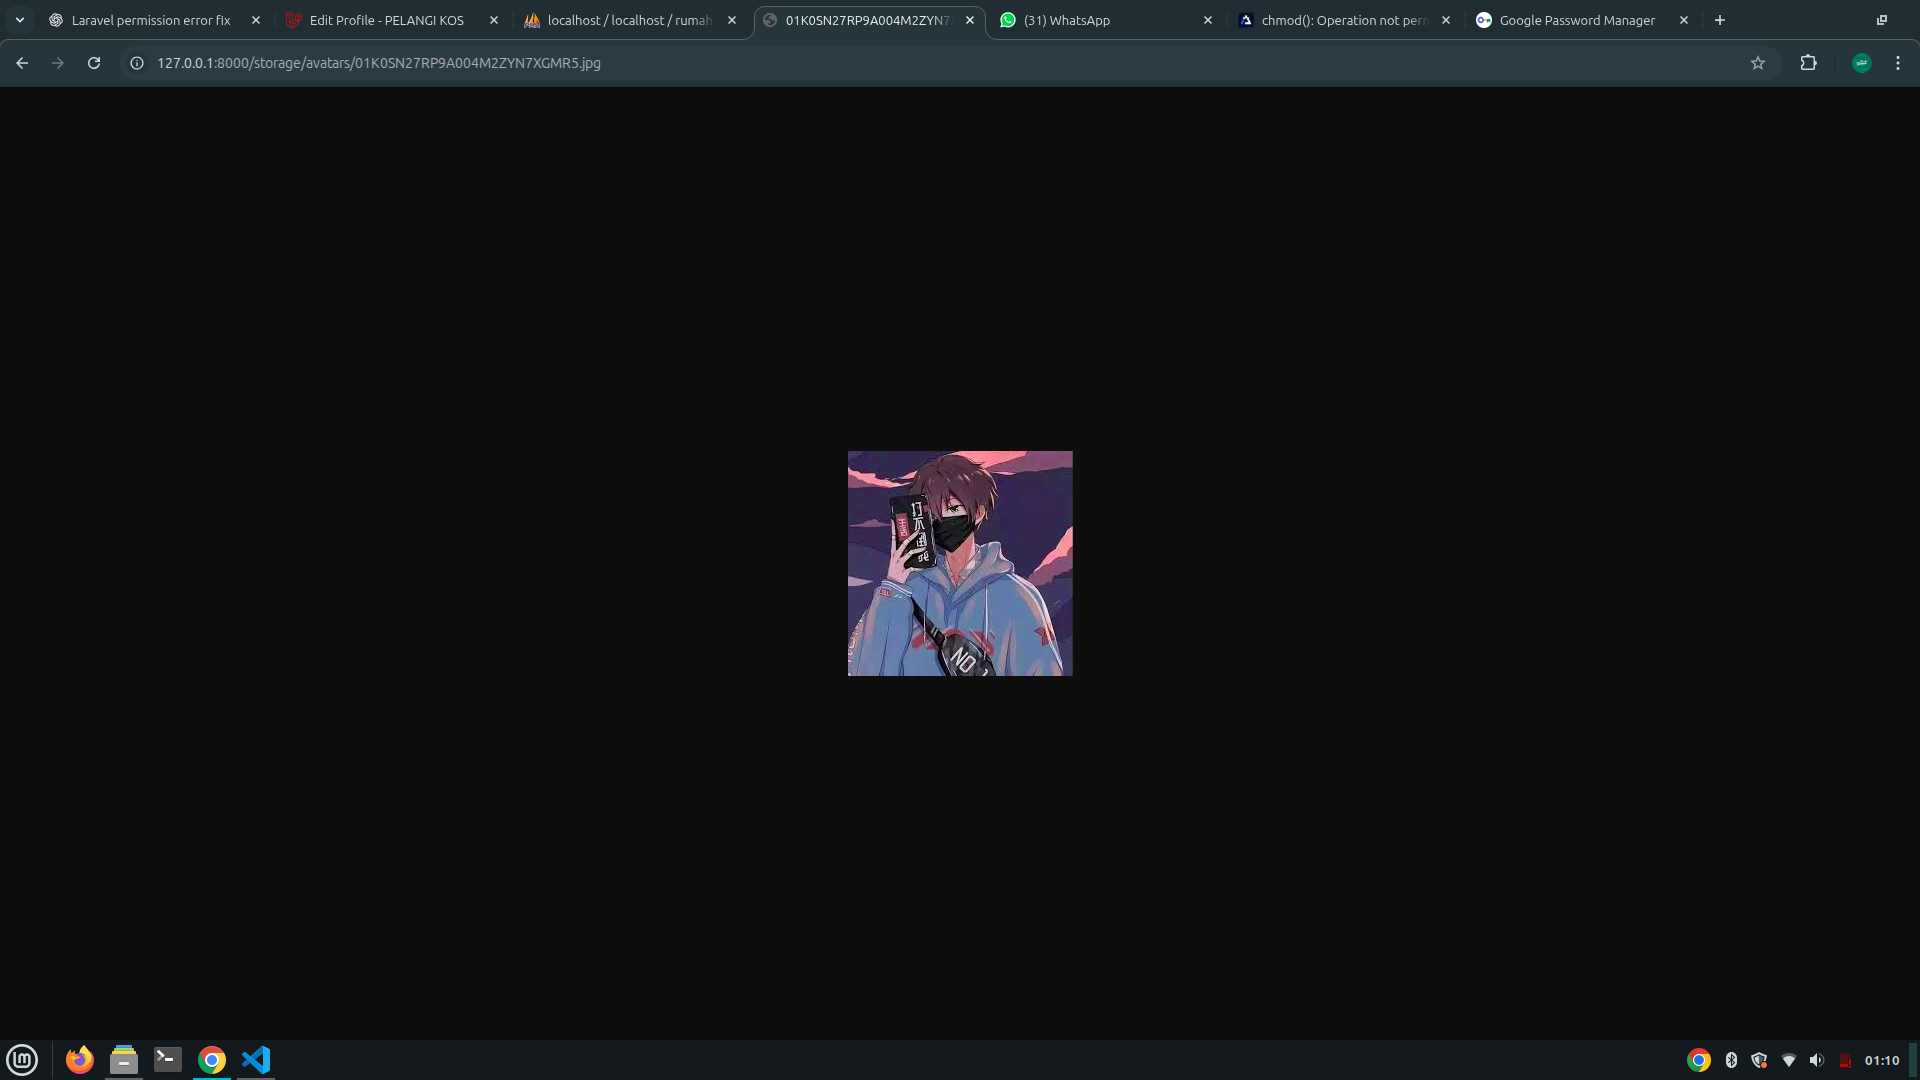 Laravel permission error fix
Edit Profile - PELANGI KOS
localhost / localhost / rumah
01K0SN27RP9A004M2ZYN7
(31) WhatsApp
chmod(): Operation not perm
Google Password Manager
127.0.0.1:8000/storage/avatars/01K0SN27RP9A004M2ZYN7XGMR5.jpg
NO
01:10